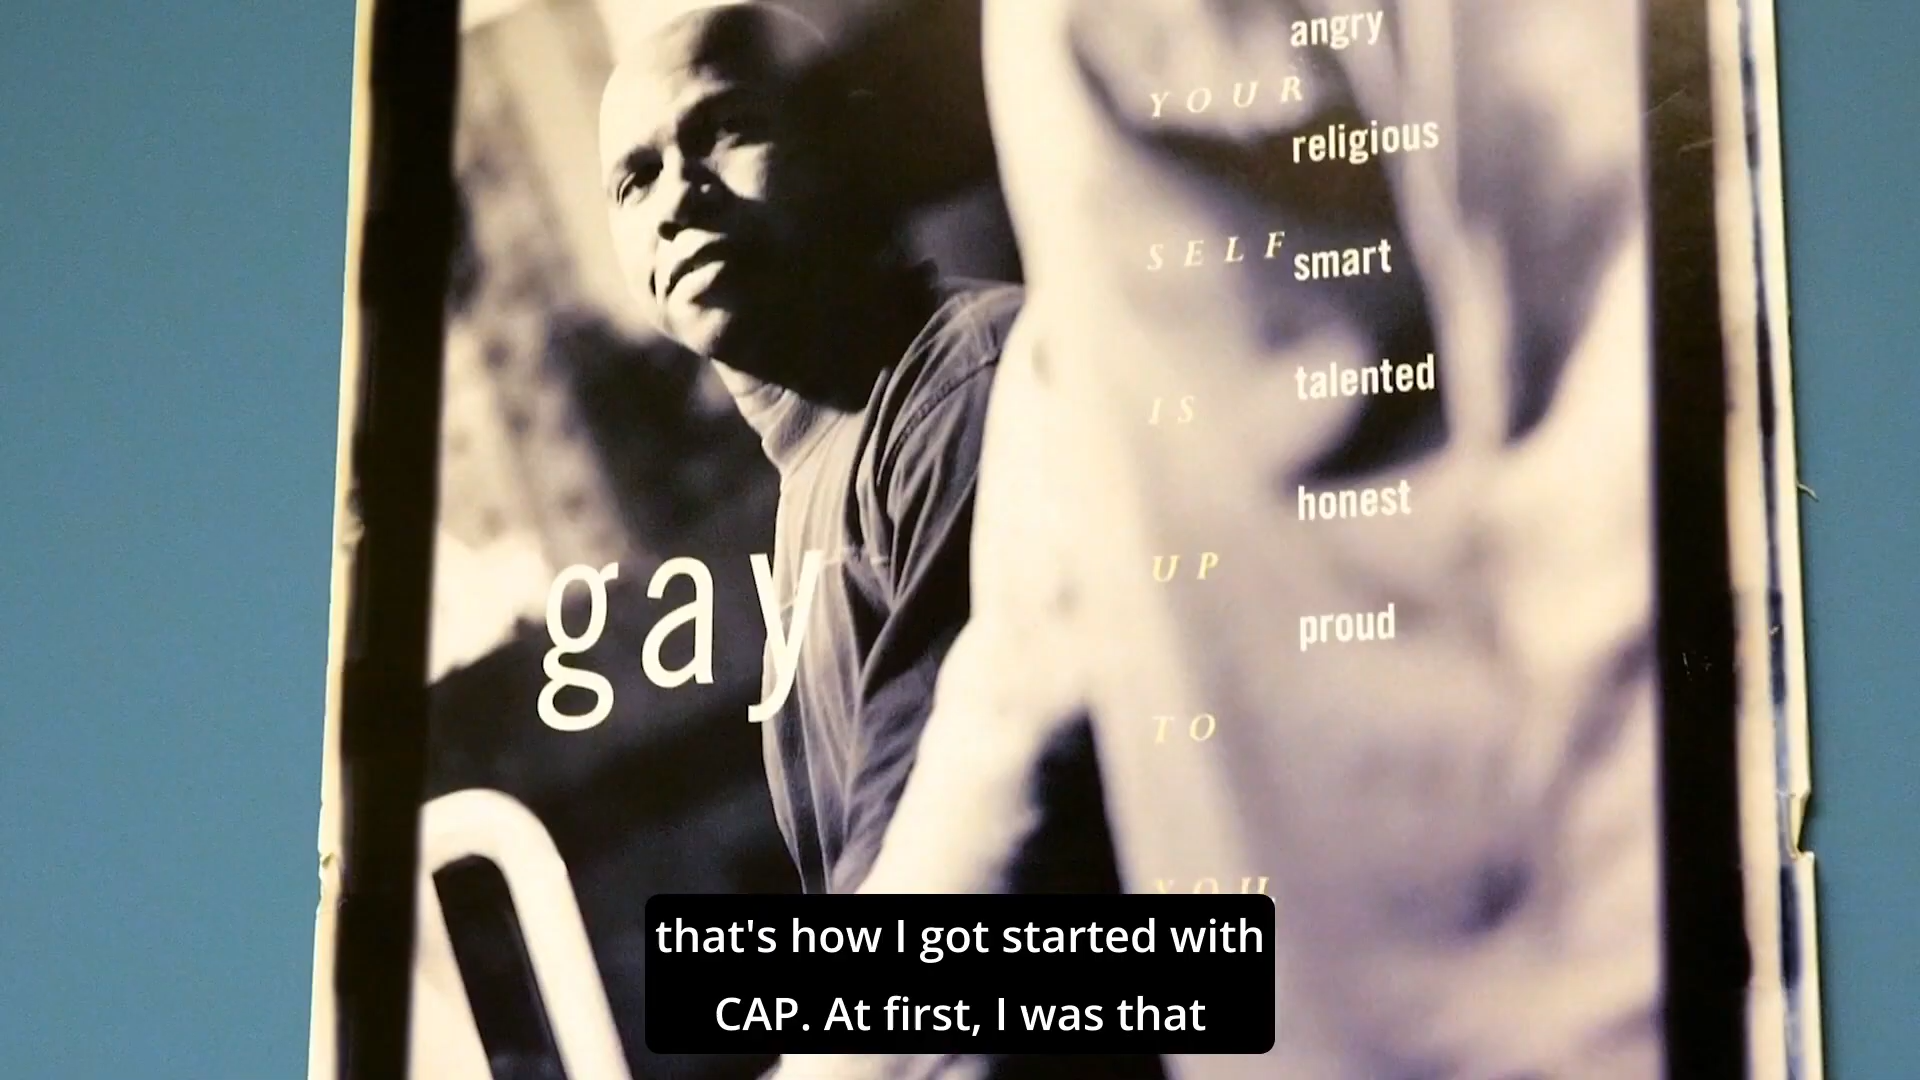 angry
YOUR
religious
SELF
smart
talented
IS
honest
UP
proud
TO
YOU
gay
that's how I got started with
CAP. At first, I was that